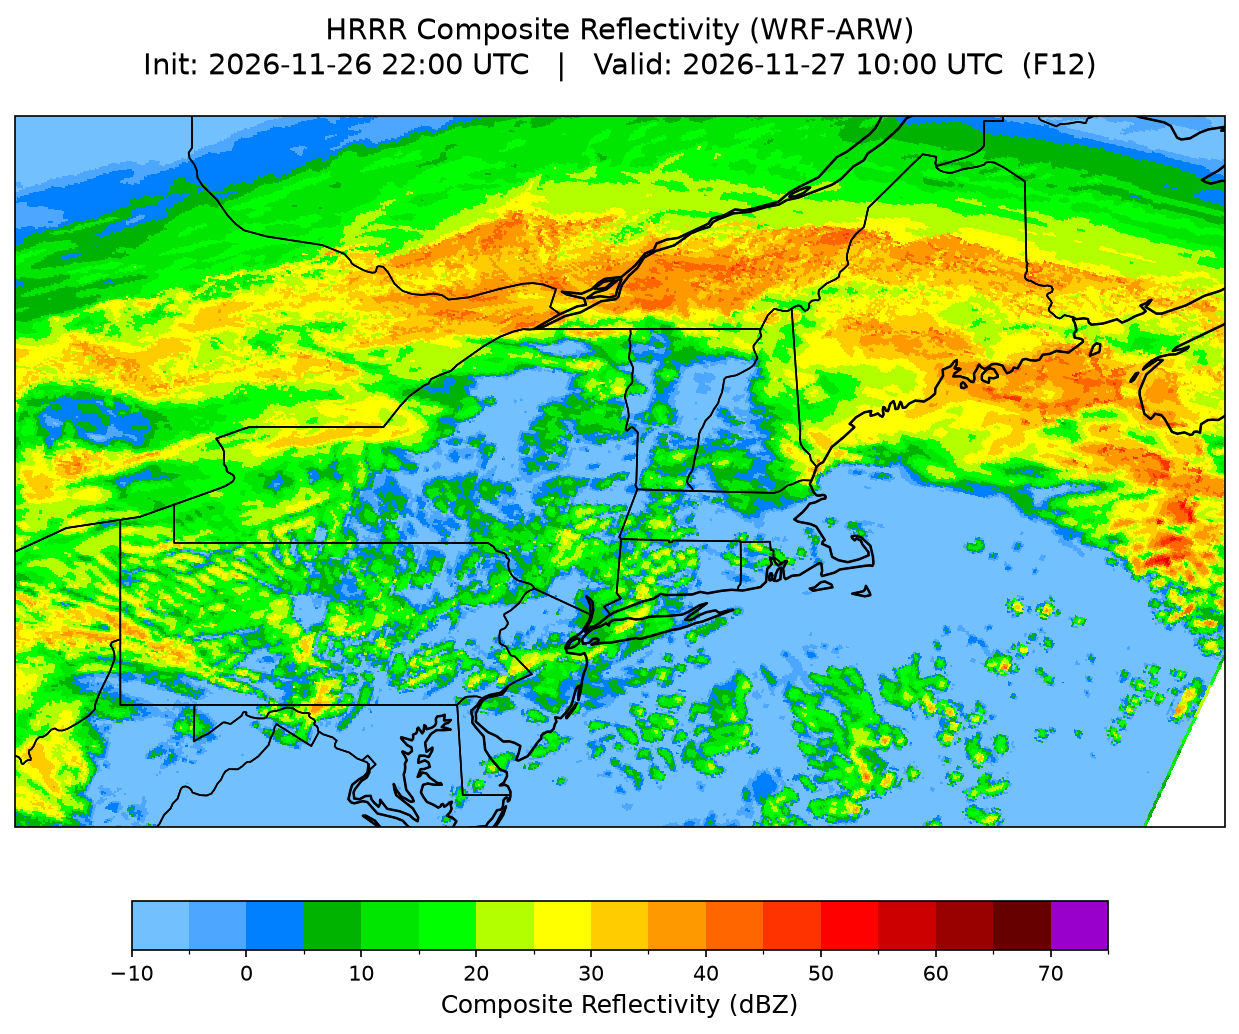 HRRR Composite Reflectivity (WRF-ARW)
Init: 2026-11-26 22:00 UTC | Valid: 2026-11-27 10:00 UTC (F12)
−10 0 10 20 30 40 50 60 70
Composite Reflectivity (dBZ)